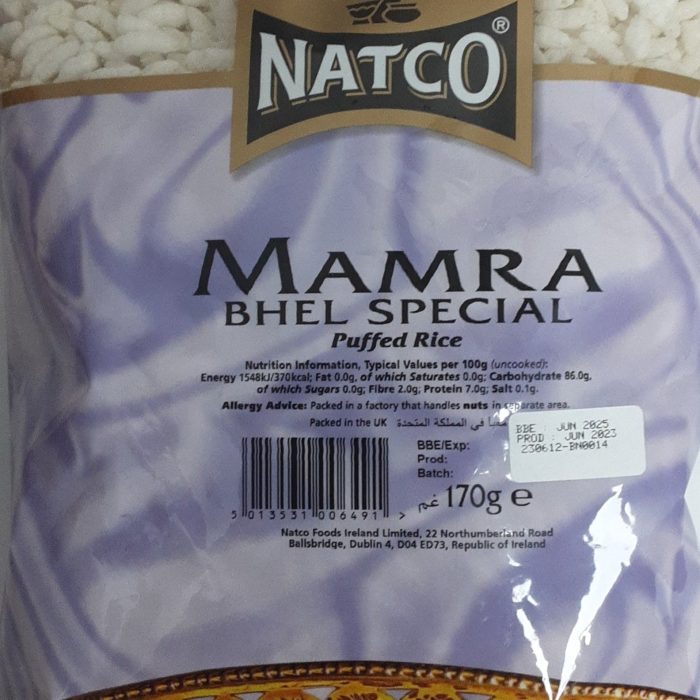 NATCO®
MAMRA
BHEL SPECIAL
Puffed Rice
Nutrition Information, Typical Values per 100g (uncooked):
Energy 1548kJ/370kcal; Fat 0.0g, of which Saturates 0.0g; Carbohydrate 86.0g,
of which Sugars 0.0g; Fibre 2.0g; Protein 7.0g; Salt 0.1g.
Allergy Advice: Packed in a factory that handles nuts in separate area.
Packed in the UK في المملكة المتحدة
BBE : JUN 2025
PROD : JUN 2023
230612-BN0014
BBE/Exp:
Prod:
Batch:
غم 170g e
5 013531 006491 >
Natco Foods Ireland Limited, 22 Northumberland Road
Ballsbridge, Dublin 4, D04 ED73, Republic of Ireland